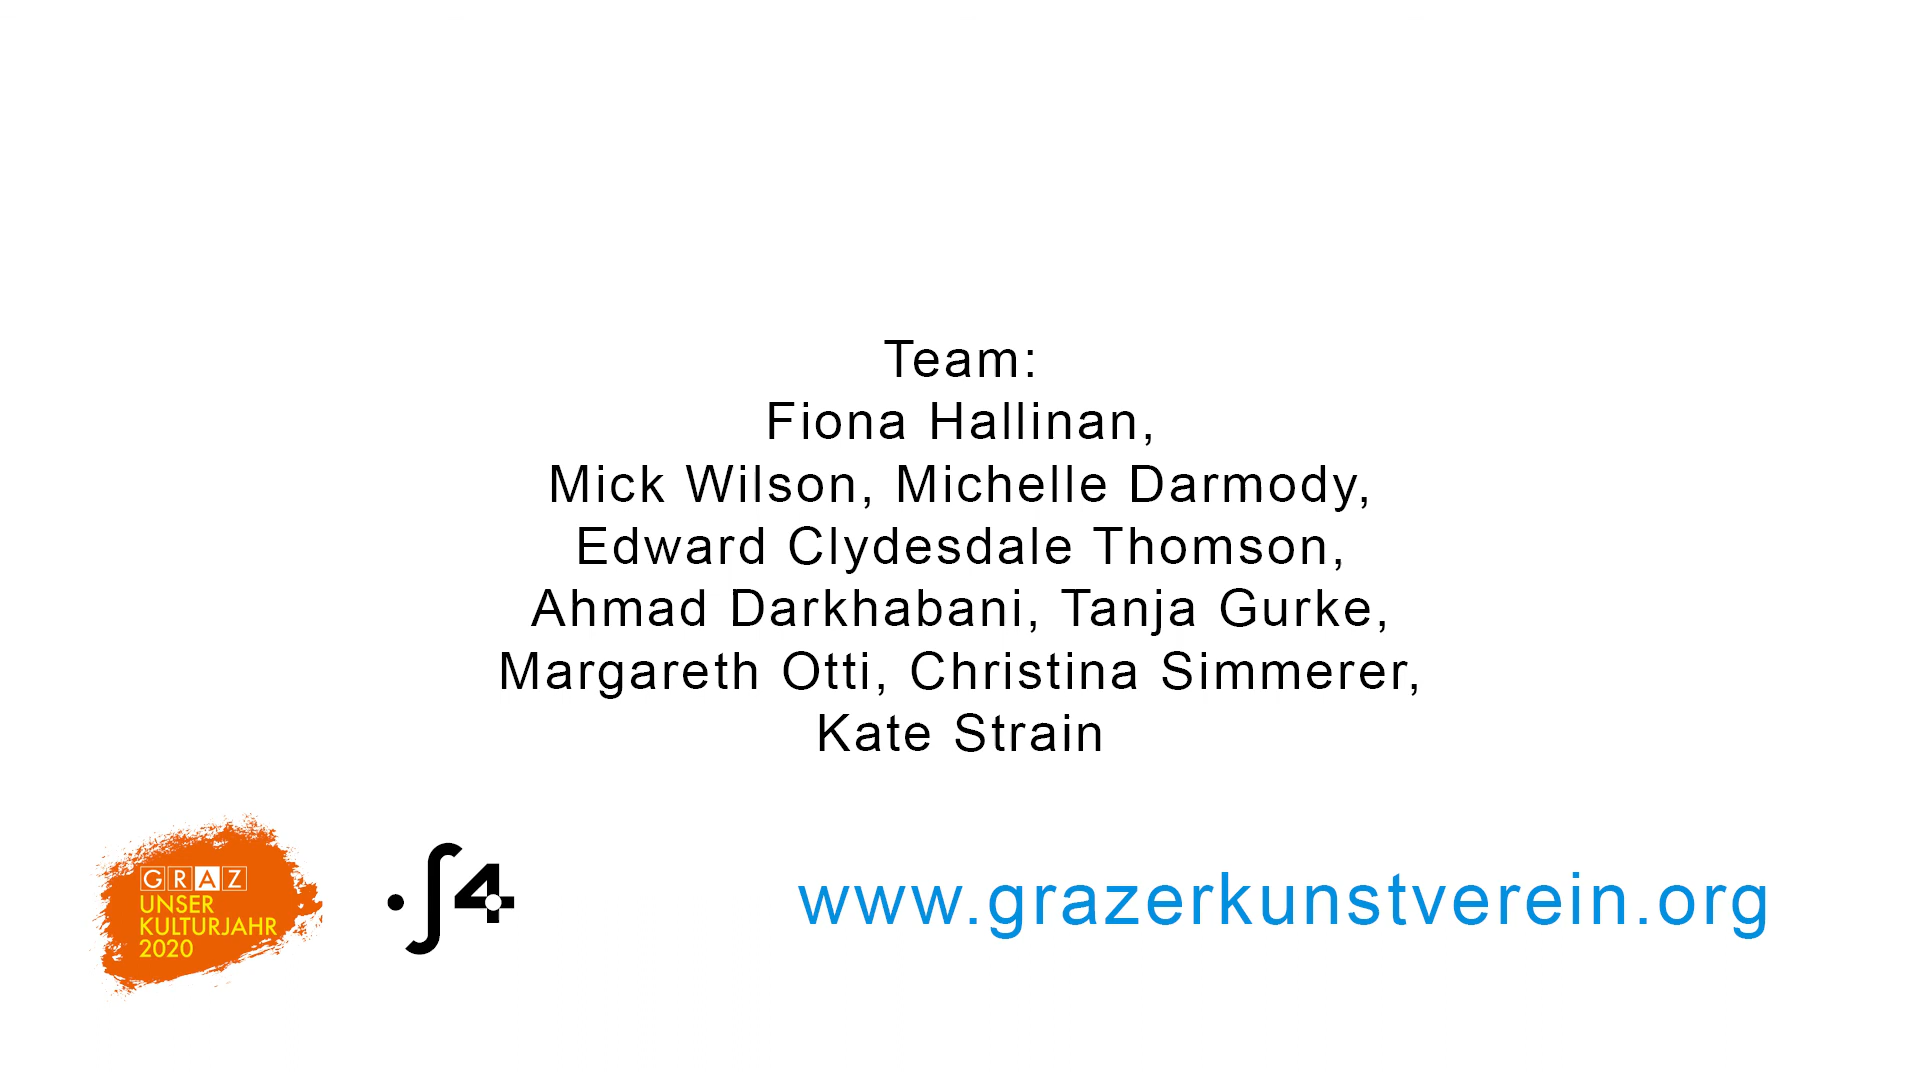 Team:
Fiona Hallinan,
Mick Wilson, Michelle Darmody,
Edward Clydesdale Thomson,
Ahmad Darkhabani, Tanja Gurke,
Margareth Otti, Christina Simmerer,
Kate Strain
GRAZ
UNSER
KULTURJAHR
2020
www.grazerkunstverein.org